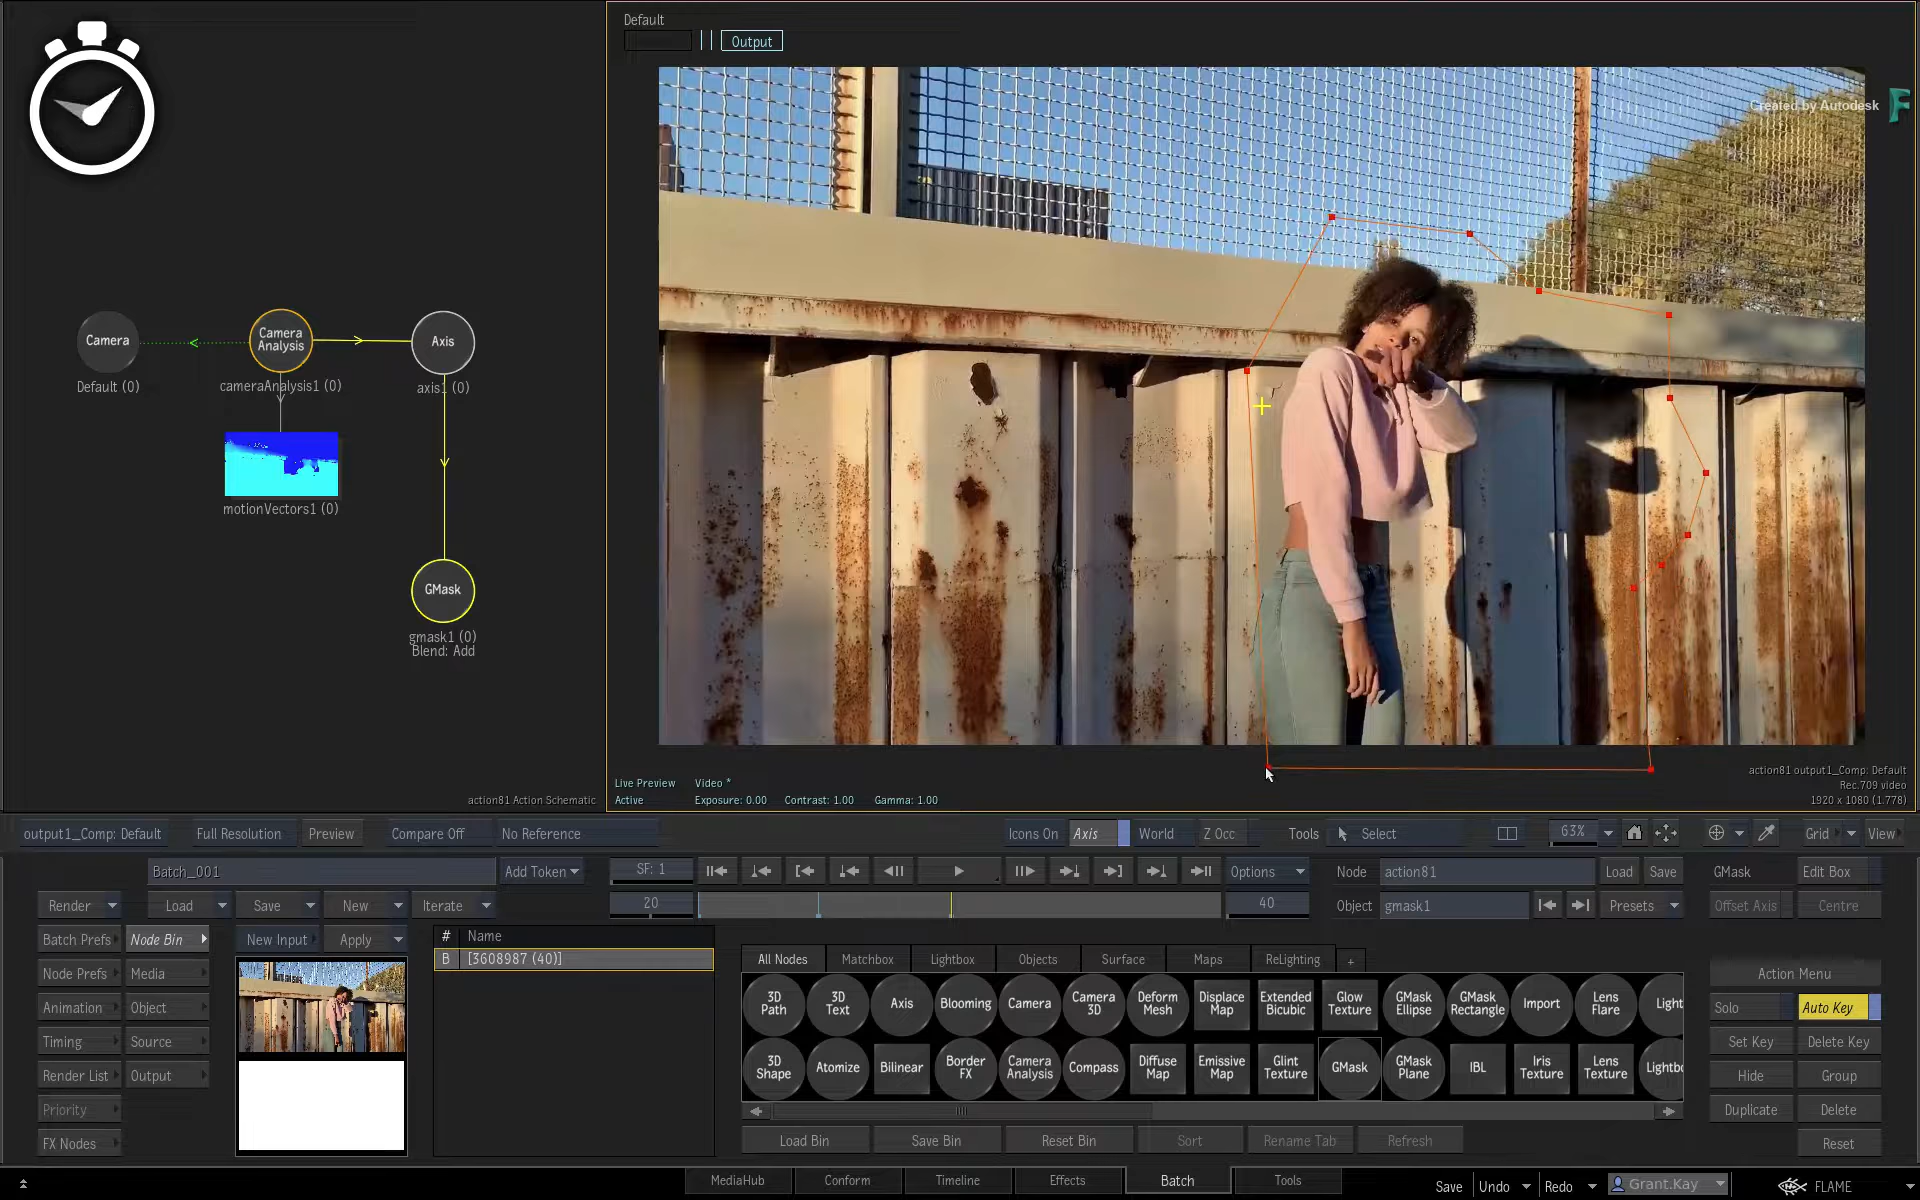 Default
Output
Created by Autodesk
Camera
Default (0)
Camera
Analysis
cameraAnalysis1 (0)
Axis
axis1 (0)
motionVectors1 (0)
GMask
gmask1 (0)
Blend: Add
action81 Action Schematic
Live Preview Video *
Active Exposure: 0.00 Contrast: 1.00 Gamma: 1.00
action81 output1_Comp: Default
Rec.709 video
1920 x 1080 (1.778)
output1_Comp: Default Full Resolution Preview Compare Off No Reference Icons On Axis World Z Occ Tools Select 63% Grid View
Batch_001 Add Token SF: 1 Options Node action81 Load Save GMask Edit Box
Render Load Save New Iterate 20 40 Object gmask1 Presets Offset Axis Centre
Batch Prefs Node Bin New Input Apply # Name
B [3608987 (40)]
Node Prefs Media
Animation Object
Timing Source
Render List Output
Priority
FX Nodes
All Nodes Matchbox Lightbox Objects Surface Maps ReLighting +
3D Path
3D Text
Axis
Blooming
Camera
Camera 3D
Deform Mesh
Displace Map
Extended Bicubic
Glow Texture
GMask Ellipse
GMask Rectangle
Import
Lens Flare
Light
3D Shape
Atomize
Bilinear
Border FX
Camera Analysis
Compass
Diffuse Map
Emissive Map
Glint Texture
GMask
GMask Plane
IBL
Iris Texture
Lens Texture
Lightb
Load Bin Save Bin Reset Bin Sort Rename Tab Refresh
Action Menu
Solo Auto Key
Set Key Delete Key
Hide Group
Duplicate Delete
Reset
MediaHub Conform Timeline Effects Batch Tools Save Undo Redo Grant.Kay FLAME